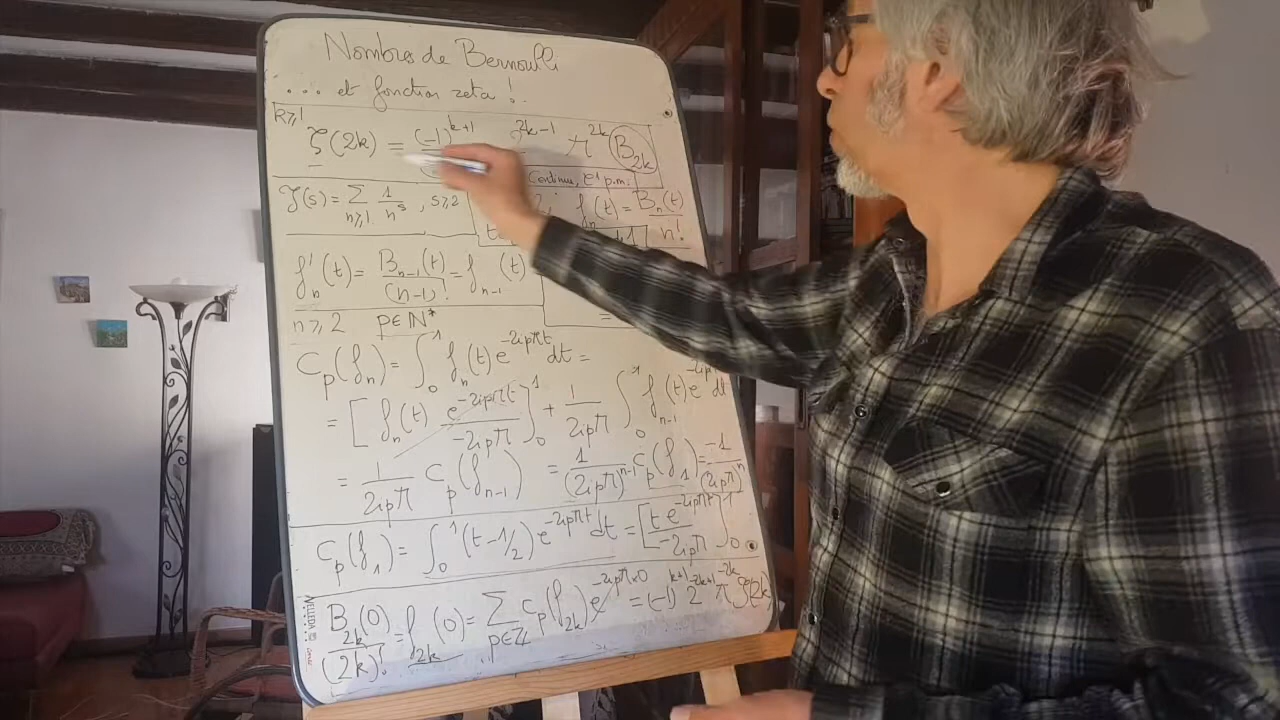 Nombres de Bernoulli
... et fonction zeta !
k≥1
ζ(2k) = (-1)^{k+1} 2^{2k-1} π^{2k} B_{2k}
Continue, C¹ p.m.
ζ(s) = ∑_{n≥1} 1/n^s , s≥2
f_n(t) = B_n(t)/n!
f'_n(t) = B_{n-1}(t)/(n-1)! = f_{n-1}(t)
n≥2 p∈ℕ*
C_p(f_n) = ∫_0^1 f_n(t) e^{-2ipπt} dt =
= [f_n(t) e^{-2ipπt}/(-2ipπ)]_0^1 + 1/(2ipπ) ∫_0^1 f_{n-1}(t) e^{-2ipπt} dt
= 1/(2ipπ) C_p(f_{n-1}) = 1/(2ipπ)^{n-1} C_p(f_1) = -1/(2ipπ)^n
C_p(f_1) = ∫_0^1 (t-1/2) e^{-2ipπt} dt = [t e^{-2ipπt}/(-2ipπ)]_0^1
B_{2k}(0)/(2k)! = f_{2k}(0) = ∑_{p∈ℤ} C_p(f_{2k}) e^{-2ipπ×0} = (-1)^{k+1} 2^{-2k+1} π^{-2k} ζ(2k)
VELLEDA